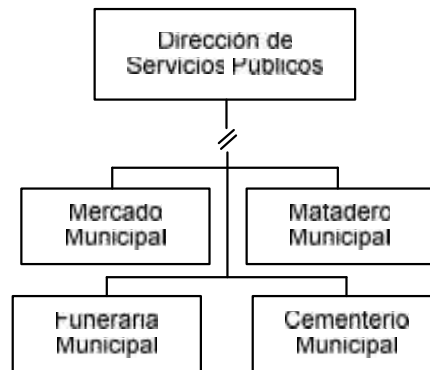 Dirección de
Servicios Públicos
Mercado
Municipal
Matadero
Municipal
Funeraria
Municipal
Cementerio
Municipal